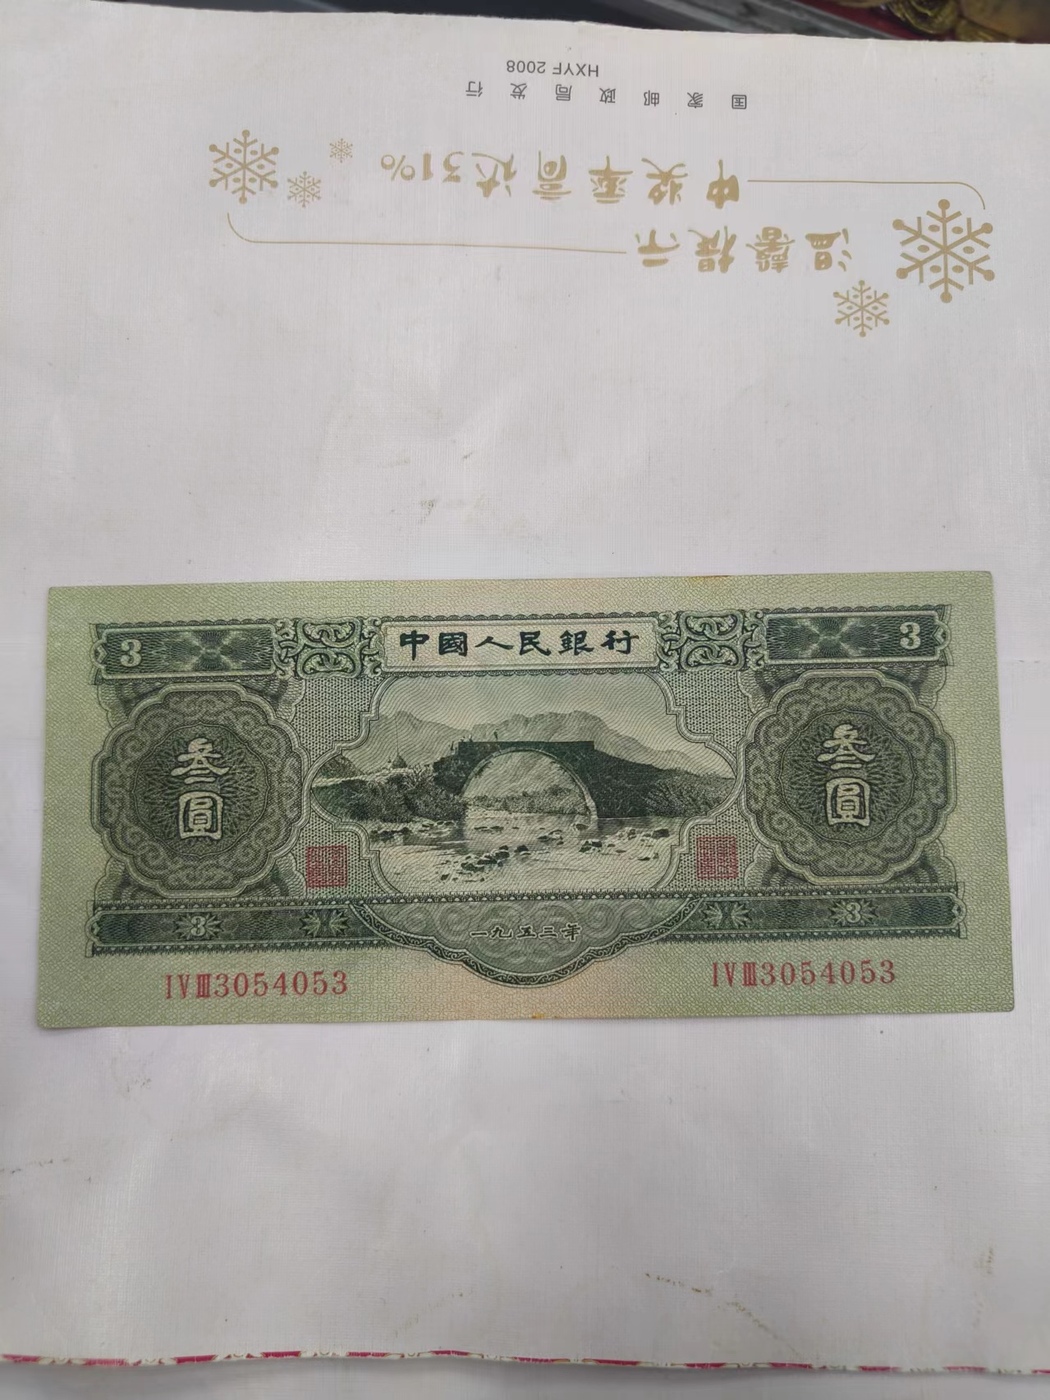 国家邮政局发行
HXYF 2008
温馨提示
中奖率高达31%
中國人民銀行
3
3
叁圓
叁圓
一九五三年
3
3
IV III 3054053
IV III 3054053